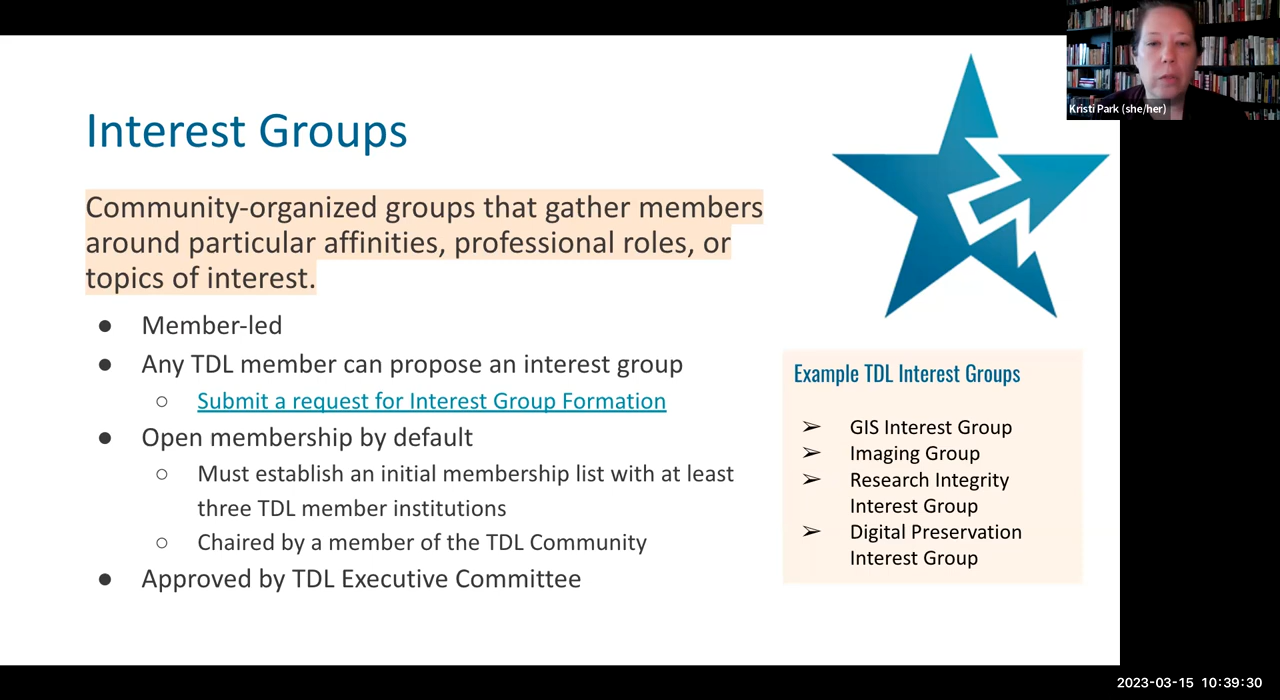 Interest Groups
Community-organized groups that gather members
around particular affinities, professional roles, or
topics of interest.
● Member-led
● Any TDL member can propose an interest group
○ Submit a request for Interest Group Formation
● Open membership by default
○ Must establish an initial membership list with at least
three TDL member institutions
○ Chaired by a member of the TDL Community
● Approved by TDL Executive Committee
Example TDL Interest Groups
➢ GIS Interest Group
➢ Imaging Group
➢ Research Integrity
Interest Group
➢ Digital Preservation
Interest Group
Kristi Park (she/her)
2023-03-15 10:39:30